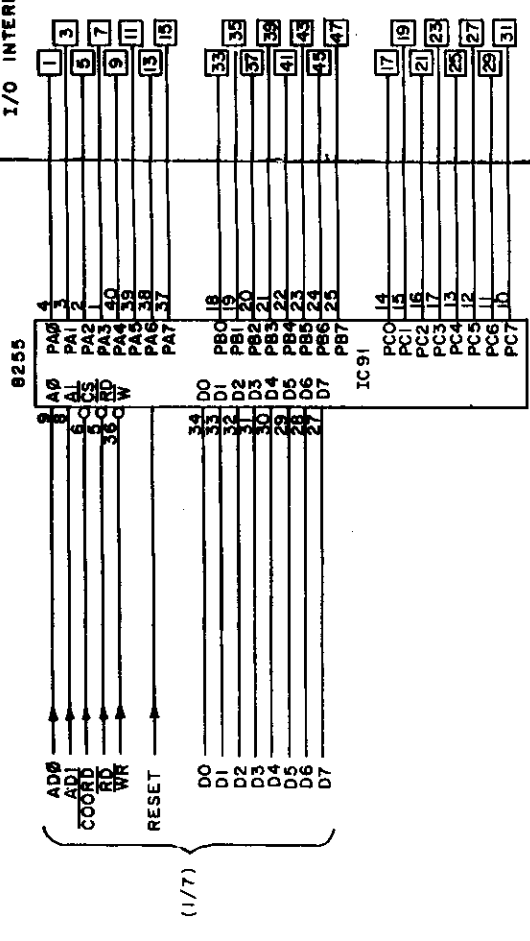 I/O INTER
8255
(1/7)
ADØ 9 AØ PAØ 4 1
AD1 8 A1 PA1 3 3
COORD 6 CS PA2 2 5
RD 5 RD PA3 1 7
WR 36 W PA4 40 9
PA5 39 11
RESET PA6 38 13
PA7 37 15
D0 34 D0 PB0 18 33
D1 33 D1 PB1 19 35
D2 32 D2 PB2 20 37
D3 31 D3 PB3 21 39
D4 30 D4 PB4 22 41
D5 29 D5 PB5 23 43
D6 28 D6 PB6 24 45
D7 27 D7 PB7 25 47
IC91
PC0 14 17
PC1 15 19
PC2 16 21
PC3 17 23
PC4 13 25
PC5 12 27
PC6 11 29
PC7 10 31